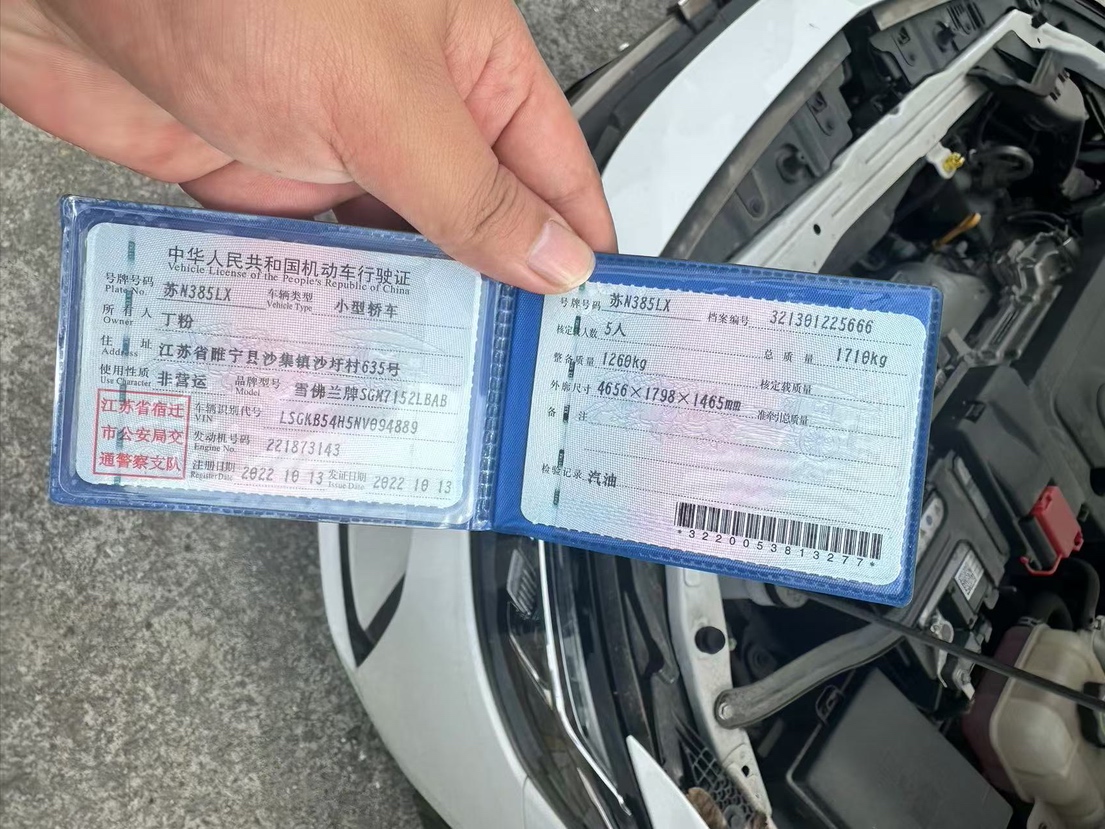 中华人民共和国机动车行驶证
Vehicle License of the People's Republic of China
号牌号码 苏N385LX 车辆类型 小型轿车
Plate No. Vehicle Type
所有人 丁粉
Owner
住址 江苏省睢宁县沙集镇沙圩村635号
Address
使用性质 非营运 品牌型号 雪佛兰牌SGM7152LBAB
Use Character Model
江苏省宿迁
市公安局交
通警察支队
车辆识别代号 LSGKB54H5NV094889
VIN
发动机号码 221873143
Engine No.
注册日期 2022 10 13 发证日期 2022 10 13
Register Date Issue Date
号牌号码 苏N385LX 档案编号 321301225666
核定载人数 5人 总质量 1710kg
整备质量 1260kg 核定载质量
外廓尺寸 4656×1798×1465mm 准牵引总质量
备注
检验记录 汽油
*3220053813277*